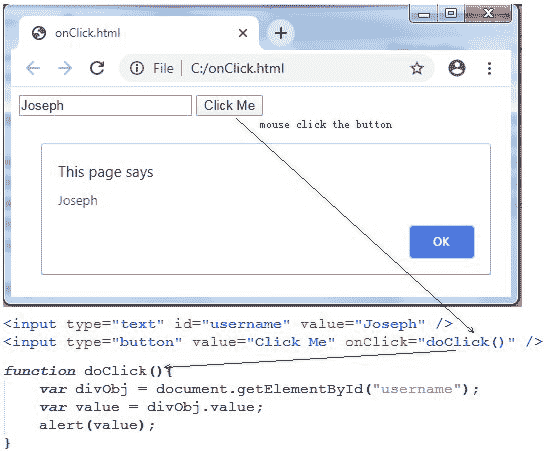 onClick.html
File | C:/onClick.html
Joseph Click Me
mouse click the button
This page says
Joseph
OK
<input type="text" id="username" value="Joseph" />
<input type="button" value="Click Me" onClick="doClick()" />
function doClick(){
var divObj = document.getElementById("username");
var value = divObj.value;
alert(value);
}